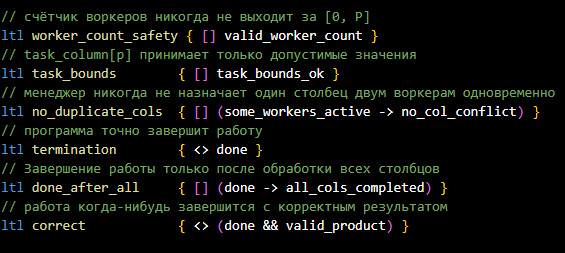 // счётчик воркеров никогда не выходит за [0, P]
ltl worker_count_safety { [] valid_worker_count }
// task_column[p] принимает только допустимые значения
ltl task_bounds { [] task_bounds_ok }
// менеджер никогда не назначает один столбец двум воркерам одновременно
ltl no_duplicate_cols { [] (some_workers_active -> no_col_conflict) }
// программа точно завершит работу
ltl termination { <> done }
// Завершение работы только после обработки всех столбцов
ltl done_after_all { [] (done -> all_cols_completed) }
// работа когда-нибудь завершится с корректным результатом
ltl correct { <> (done && valid_product) }